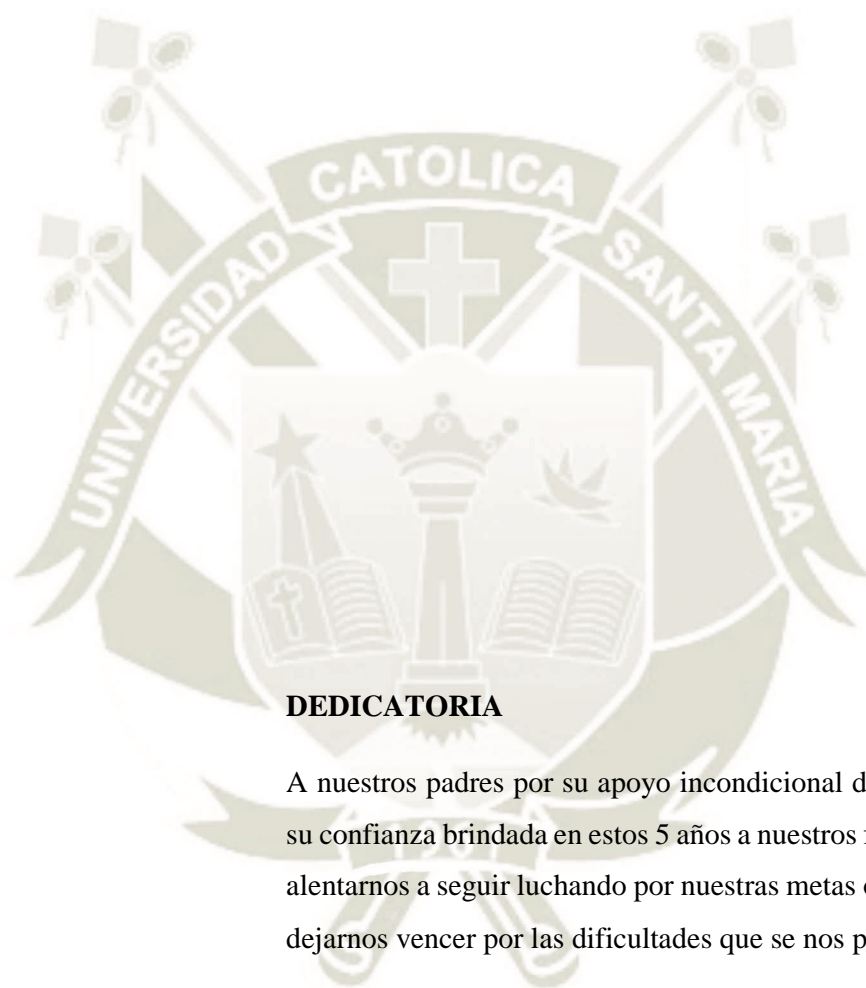 UNIVERSIDAD CATOLICA SANTA MARIA
DEDICATORIA
A nuestros padres por su apoyo incondicional
su confianza brindada en estos 5 años a nuestros
alentarnos a seguir luchando por nuestras metas
dejarnos vencer por las dificultades que se nos